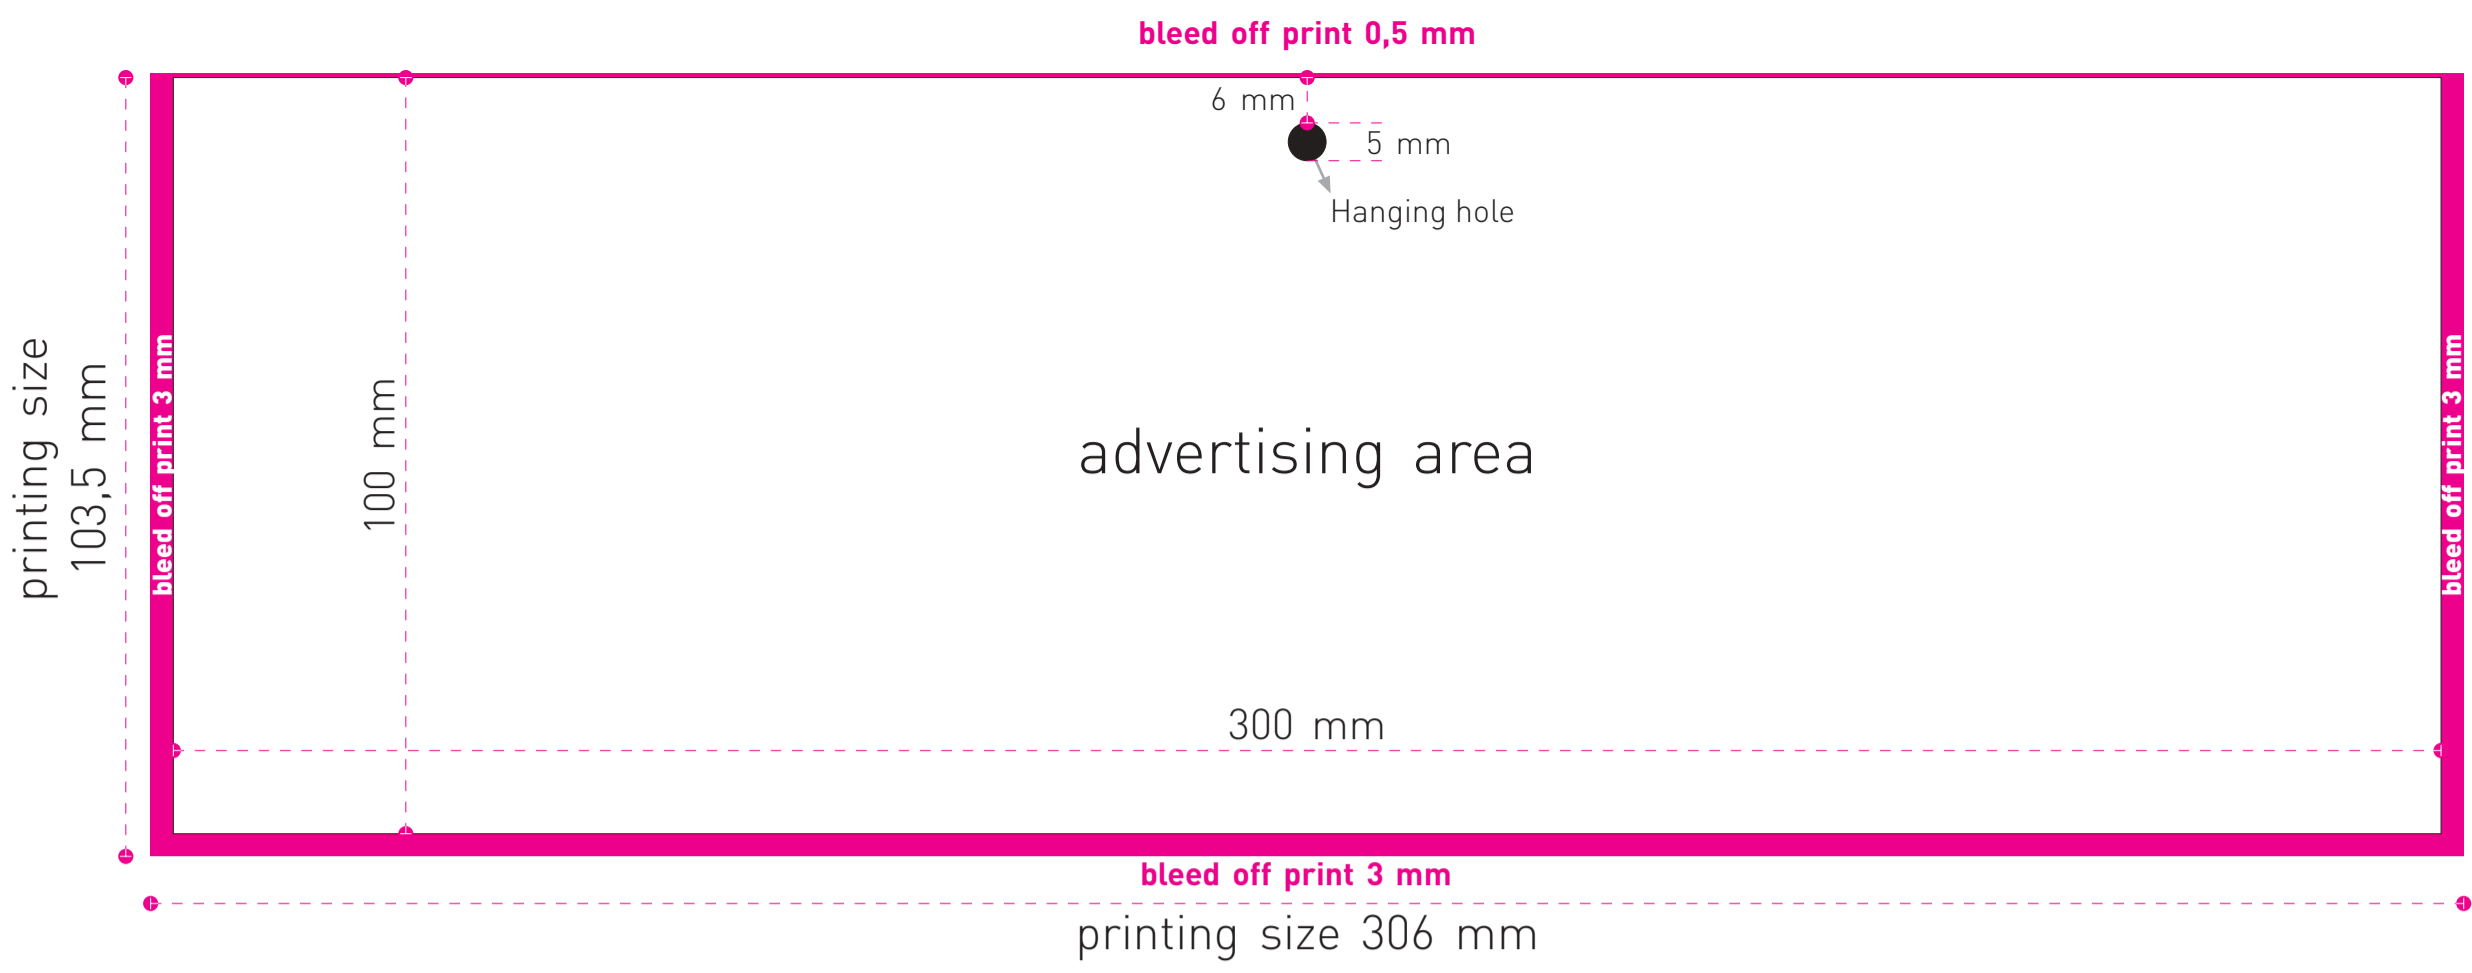 bleed off print 0,5 mm
6 mm
5 mm
Hanging hole
printing size
103,5 mm
bleed off print 3 mm
100 mm
advertising area
bleed off print 3 mm
300 mm
bleed off print 3 mm
printing size 306 mm